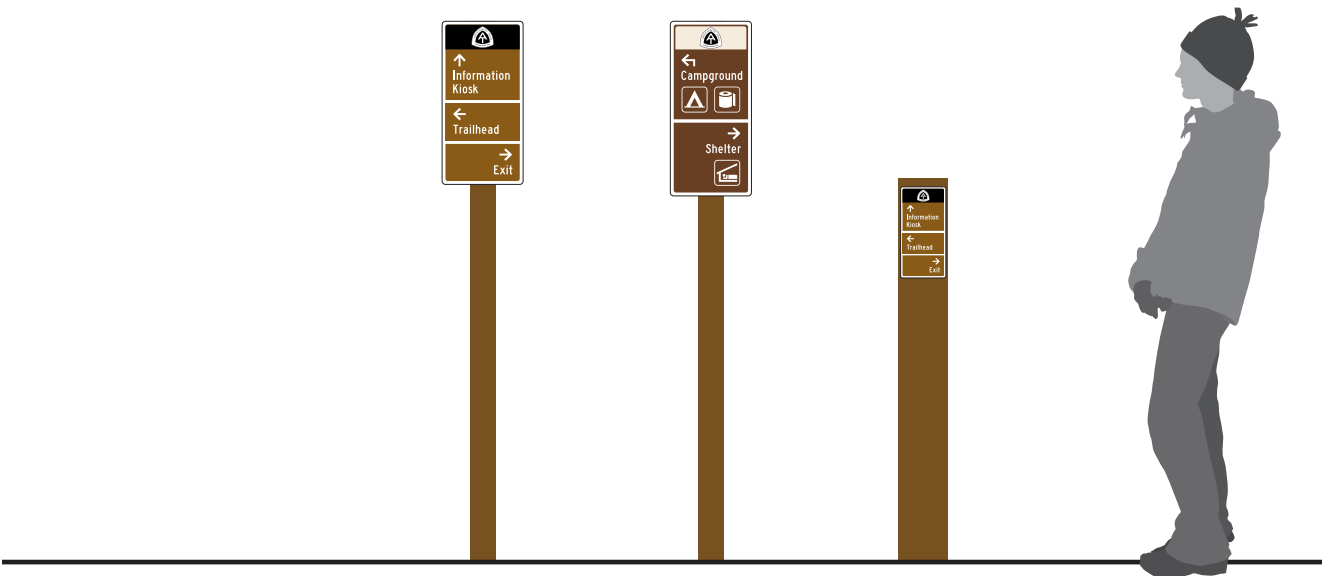 ↑
Information
Kiosk
←
Trailhead
→
Exit
↰
Campground
→
Shelter
↑
Information
Kiosk
←
Trailhead
→
Exit